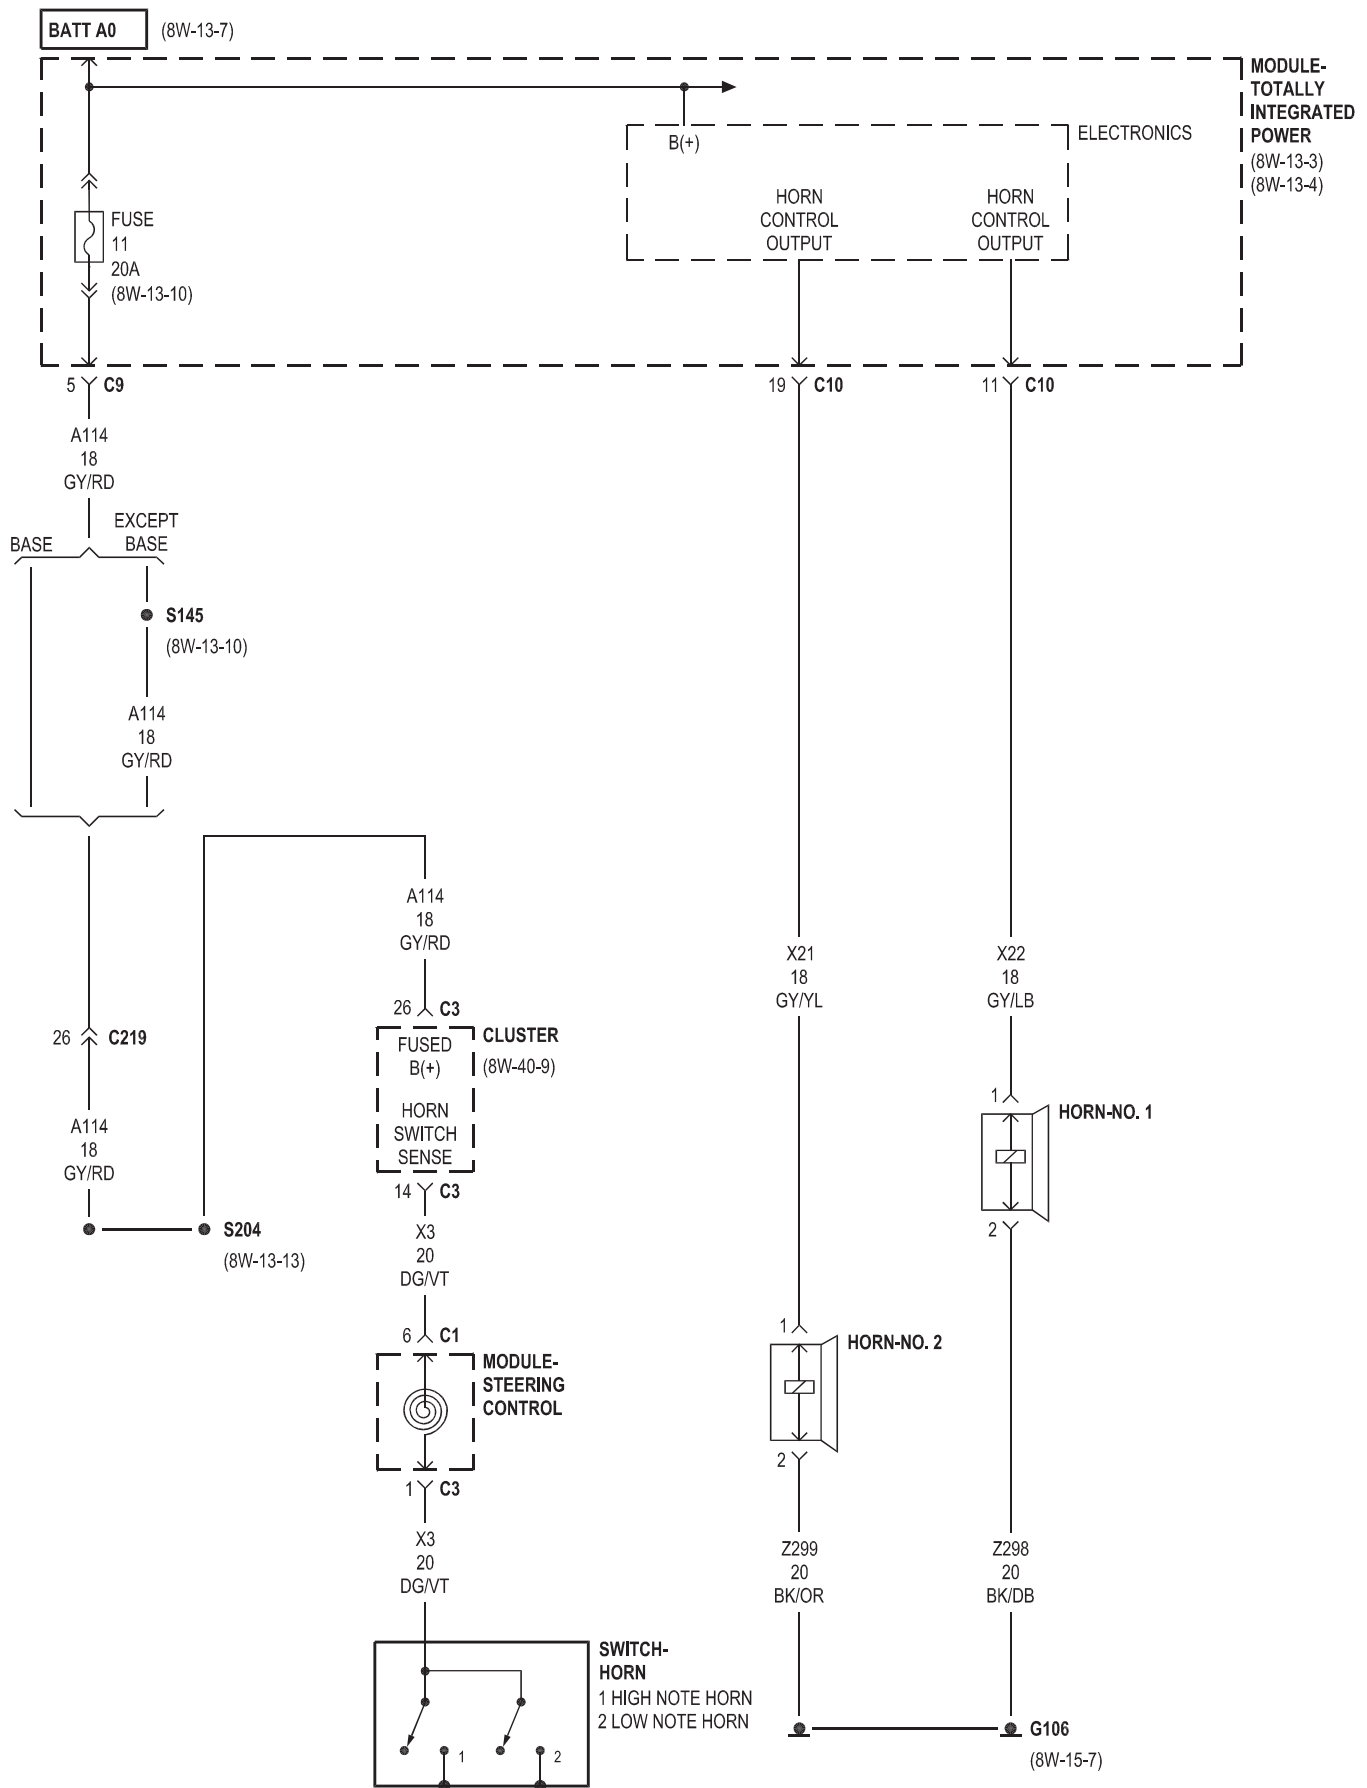 BATT A0 (8W-13-7)
MODULE-
TOTALLY
INTEGRATED
POWER
(8W-13-3)
(8W-13-4)
ELECTRONICS
B(+)
HORN
CONTROL
OUTPUT
HORN
CONTROL
OUTPUT
FUSE
11
20A
(8W-13-10)
5 C9
19 C10
11 C10
A114
18
GY/RD
BASE
EXCEPT
BASE
S145
(8W-13-10)
A114
18
GY/RD
A114
18
GY/RD
X21
18
GY/YL
X22
18
GY/LB
26 C219
26 C3
FUSED
B(+)
HORN
SWITCH
SENSE
CLUSTER
(8W-40-9)
14 C3
A114
18
GY/RD
S204
(8W-13-13)
1
HORN-NO. 1
2
X3
20
DG/VT
6 C1
MODULE-
STEERING
CONTROL
1 C3
1
HORN-NO. 2
2
X3
20
DG/VT
Z299
20
BK/OR
Z298
20
BK/DB
SWITCH-
HORN
1 HIGH NOTE HORN
2 LOW NOTE HORN
1
2
G106
(8W-15-7)